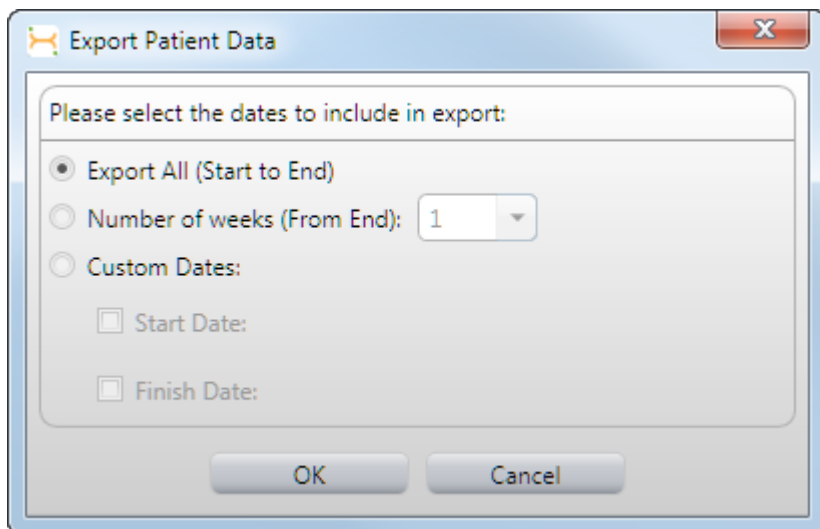 Export Patient Data
Please select the dates to include in export:
Export All (Start to End)
Number of weeks (From End): 1
Custom Dates:
Start Date:
Finish Date:
OK Cancel